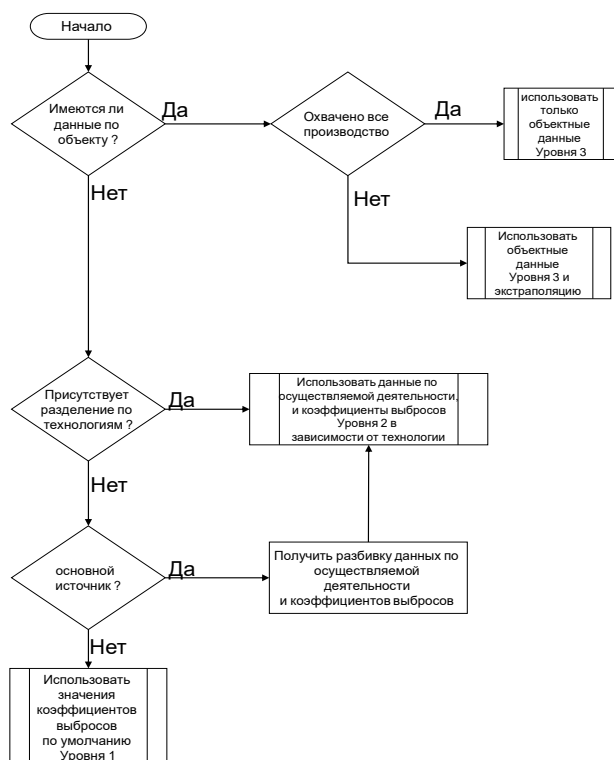 Начало
Имеются ли
данные по
объекту ?
Да
Охвачено все
производство
Да
использовать
только
объектные
данные
Уровня 3
Нет
Нет
Использовать
объектные
данные
Уровня 3 и
экстраполяцию
Присутствует
разделение по
технологиям ?
Да
Использовать данные по
осуществляемой деятельности,
и коэффициенты выбросов
Уровня 2 в
зависимости от технологии
Нет
основной
источник ?
Да
Получить разбивку данных по
осуществляемой
деятельности
и коэффициентов выбросов
Нет
Использовать
значения
коэффициентов
выбросов
по умолчанию
Уровня 1